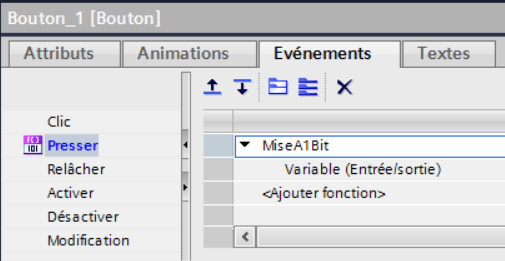 Bouton_1 [Bouton]
Attributs Animations Evénements Textes
Clic
Presser
Relâcher
Activer
Désactiver
Modification
MiseA1Bit
Variable (Entrée/sortie)
<Ajouter fonction>